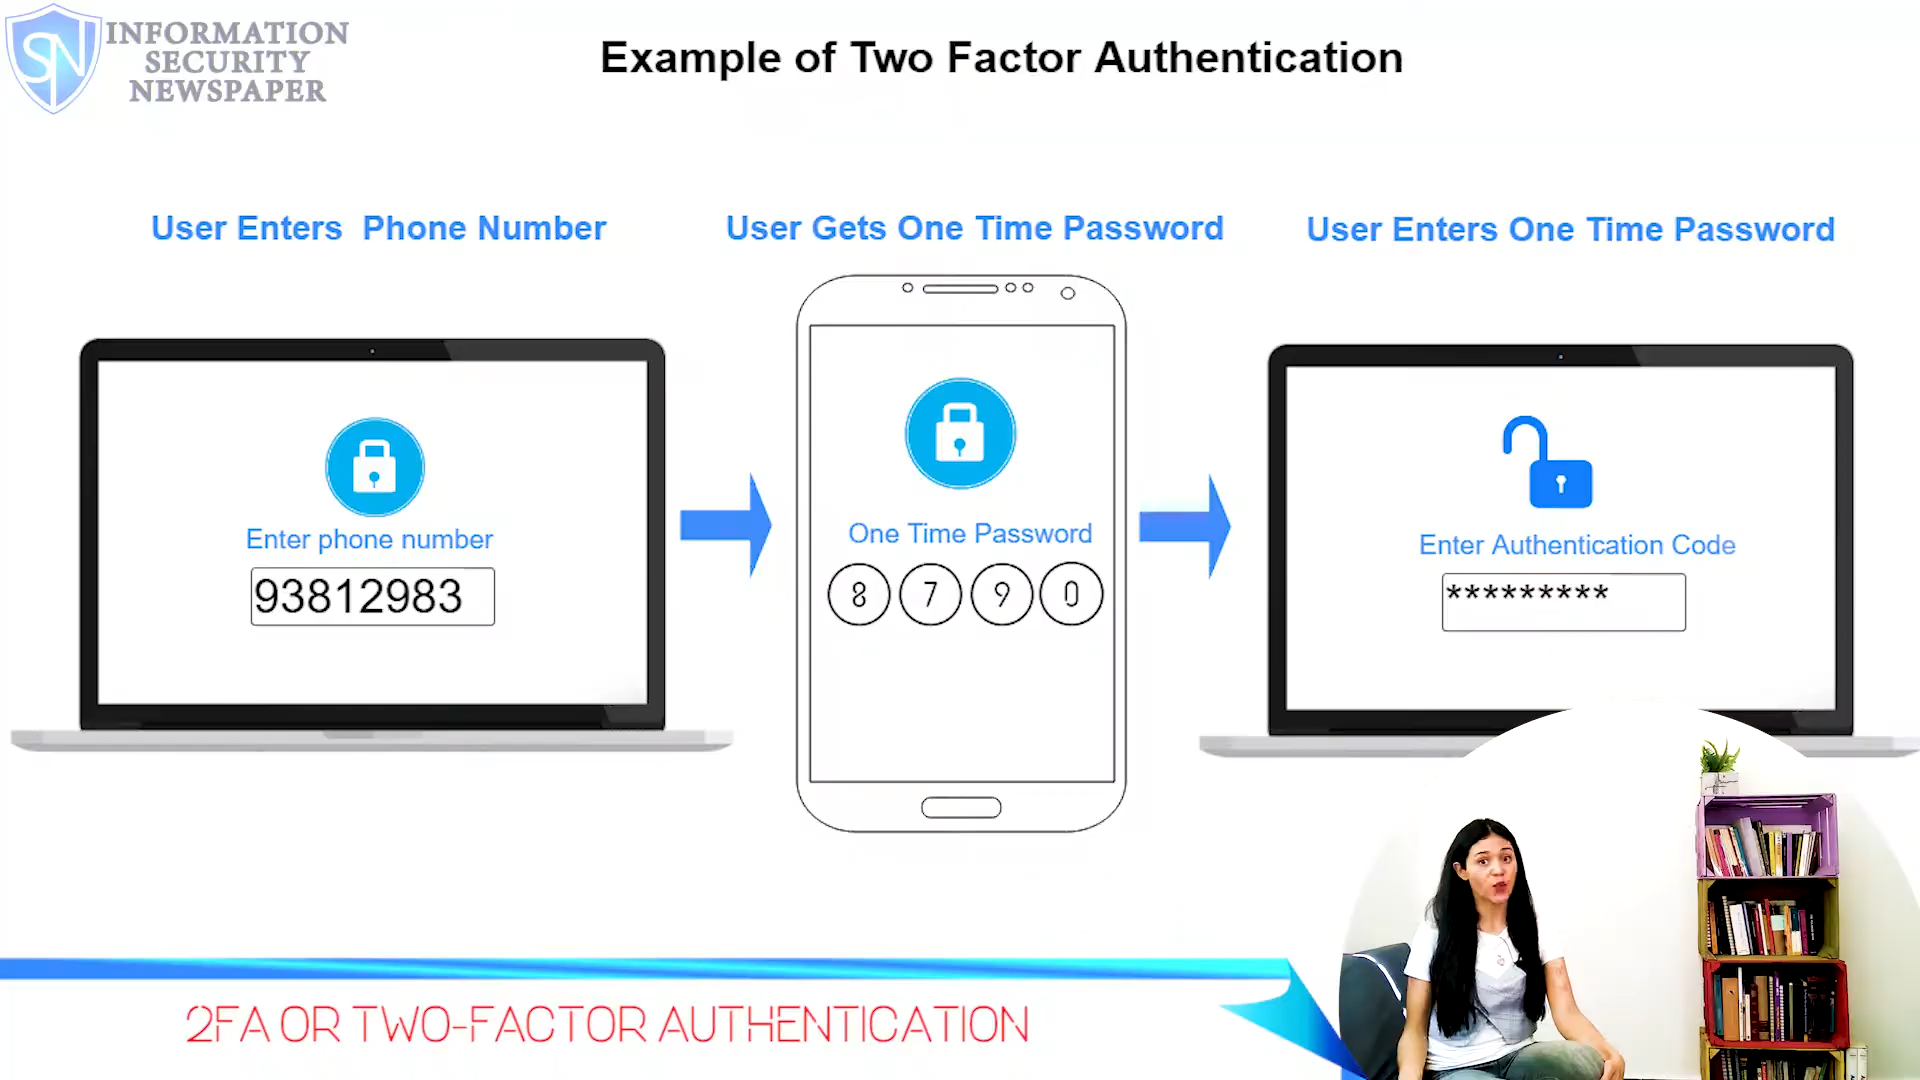 SN
INFORMATION
SECURITY
NEWSPAPER
Example of Two Factor Authentication
User Enters Phone Number
User Gets One Time Password
User Enters One Time Password
Enter phone number
93812983
One Time Password
8 7 9 0
Enter Authentication Code
*********
2FA OR TWO-FACTOR AUTHENTICATION